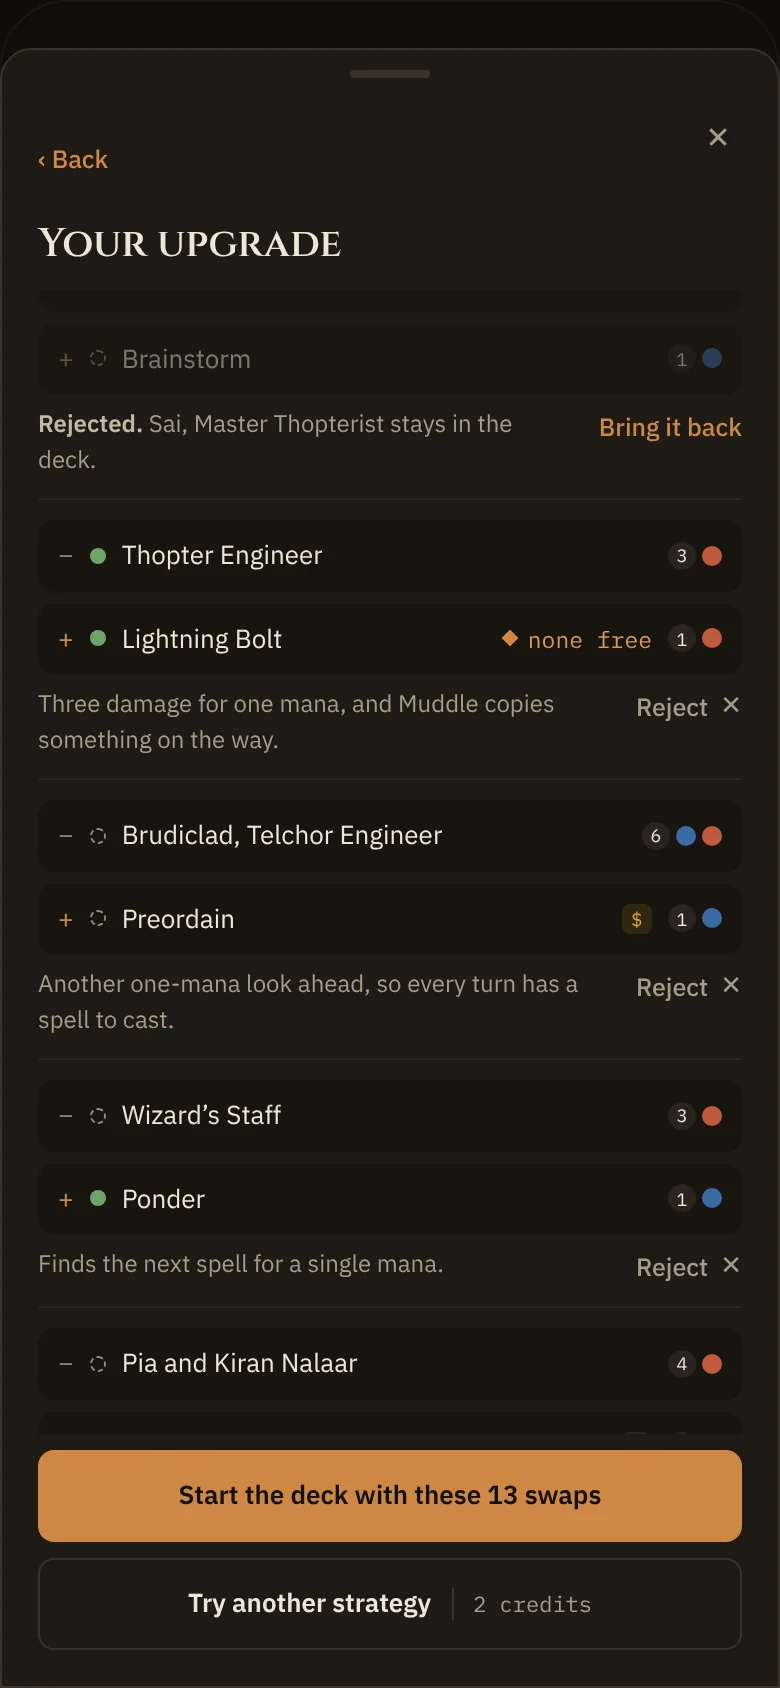 ‹ Back
✕
Your upgrade
+ Brainstorm 1
Rejected. Sai, Master Thopterist stays in the
deck.
Bring it back
− Thopter Engineer 3
+ Lightning Bolt ◆ none free 1
Three damage for one mana, and Muddle copies
something on the way.
Reject ✕
− Brudiclad, Telchor Engineer 6
+ Preordain $ 1
Another one-mana look ahead, so every turn has a
spell to cast.
Reject ✕
− Wizard’s Staff 3
+ Ponder 1
Finds the next spell for a single mana.
Reject ✕
− Pia and Kiran Nalaar 4
Start the deck with these 13 swaps
Try another strategy 2 credits